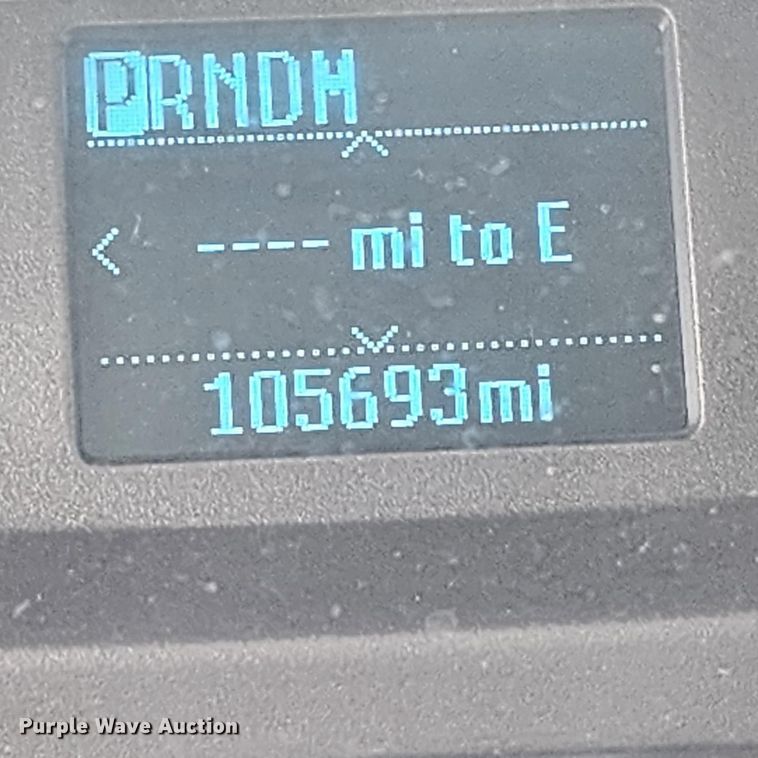 PRNDM
---- mi to E
105693mi
Purple Wave Auction